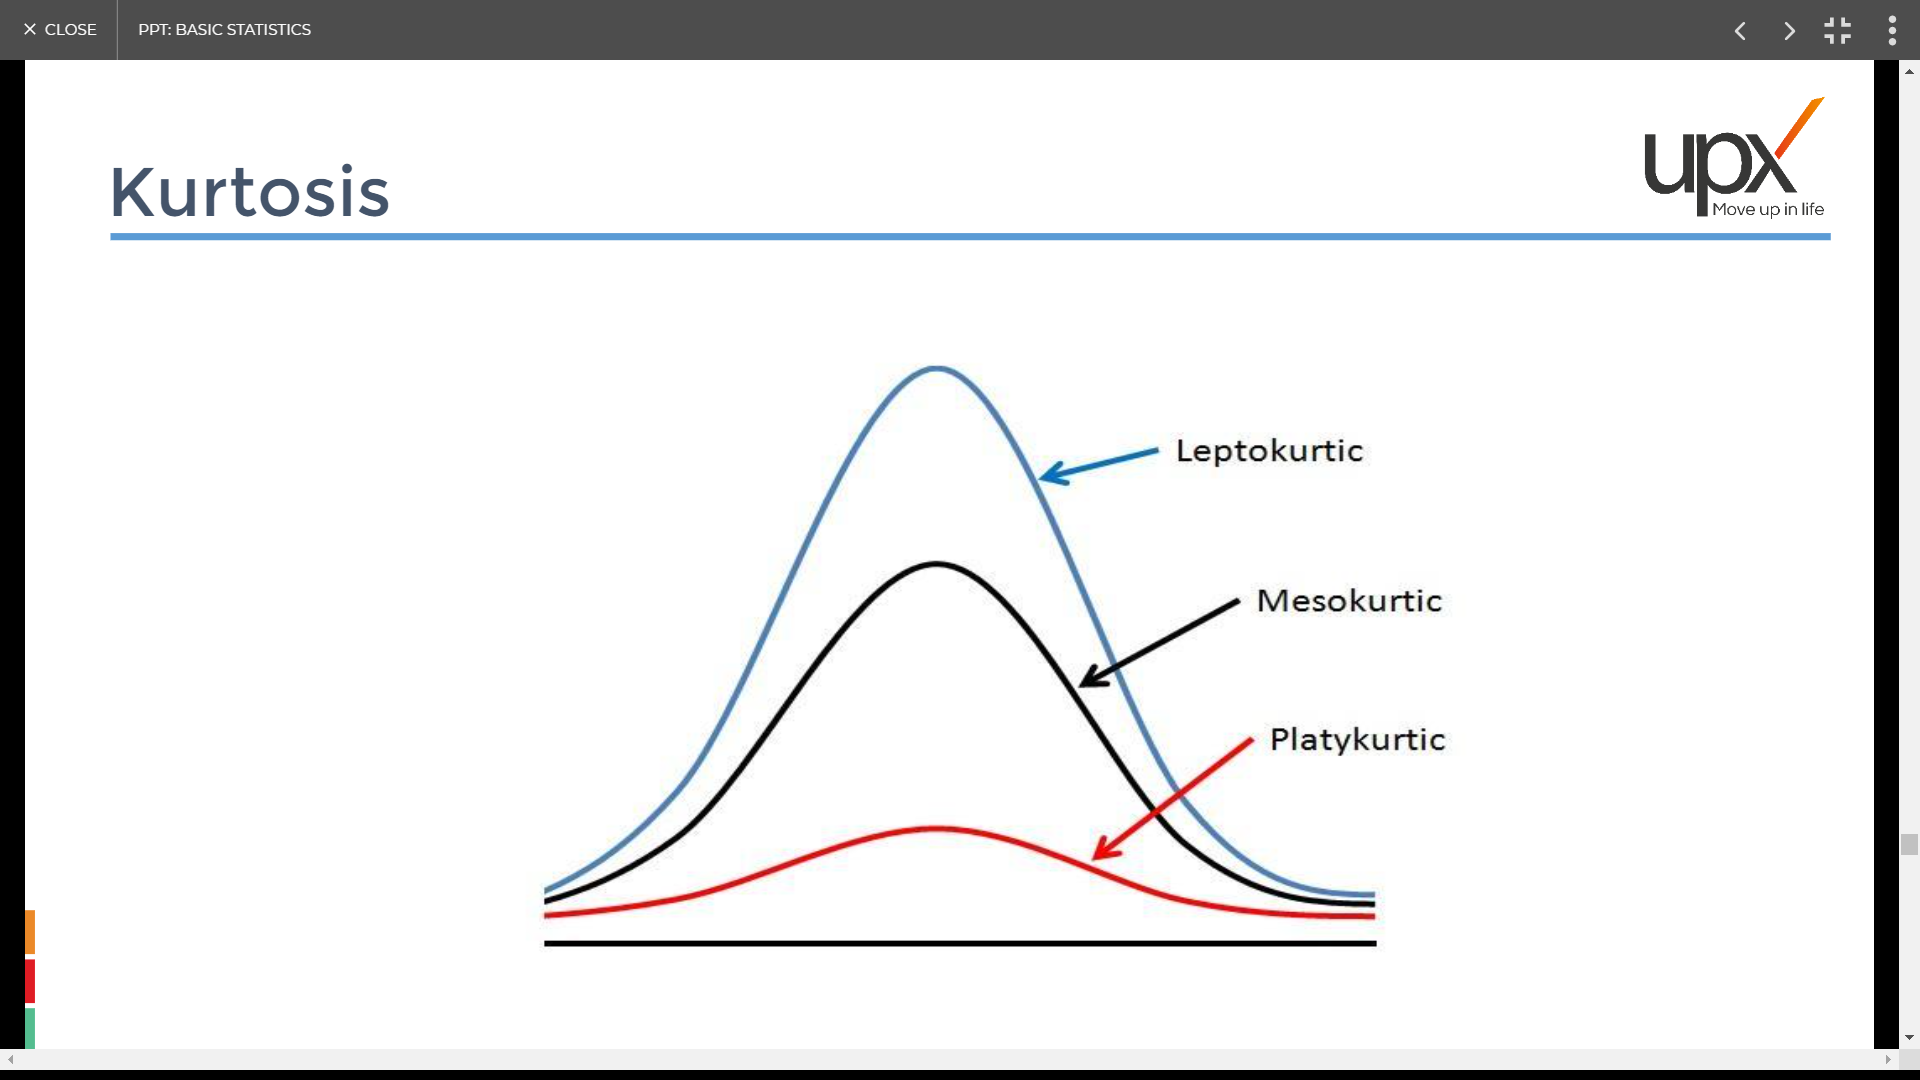 CLOSE
PPT: BASIC STATISTICS
Kurtosis
upx
Move up in life
Leptokurtic
Mesokurtic
Platykurtic